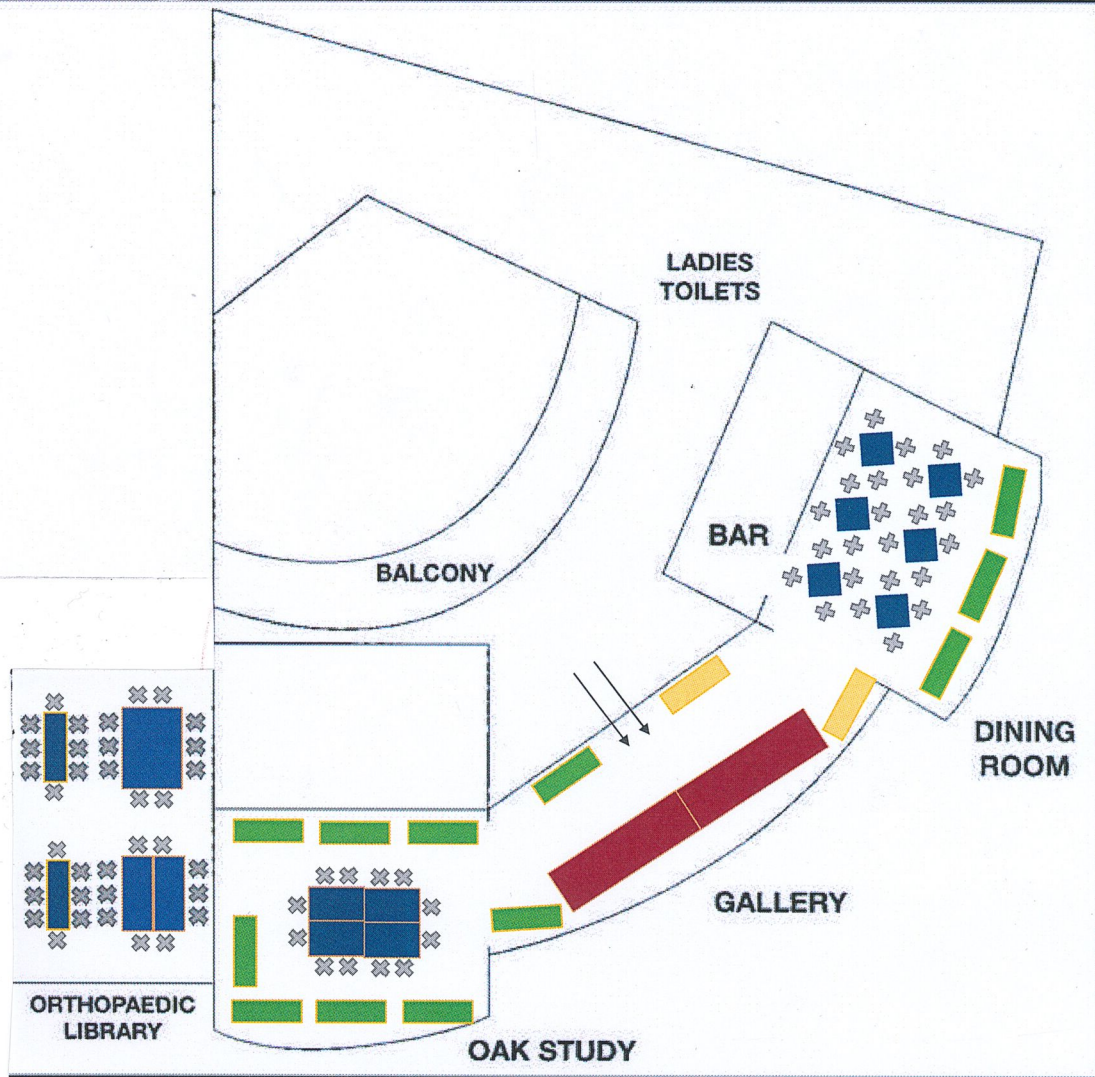 LADIES
TOILETS
BAR
BALCONY
DINING
ROOM
GALLERY
ORTHOPAEDIC
LIBRARY
OAK STUDY